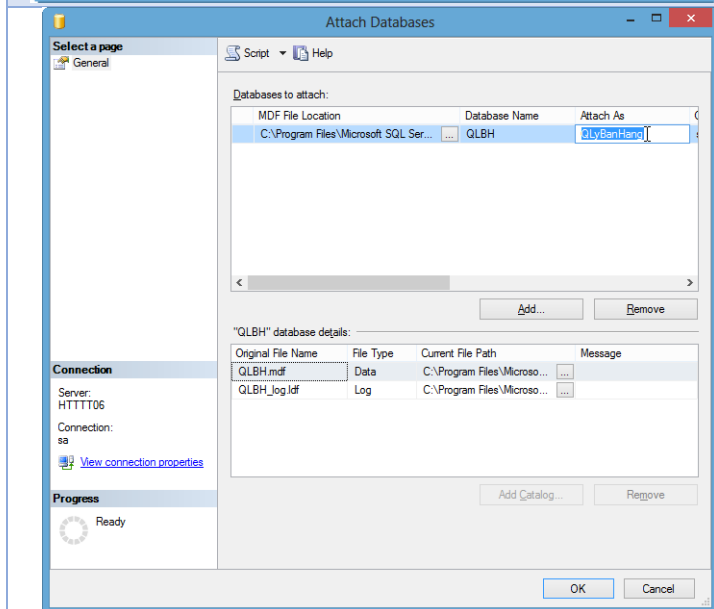 Attach Databases
Select a page
General
Script Help
Databases to attach:
MDF File Location Database Name Attach As
C:\Program Files\Microsoft SQL Ser... ... QLBH QLyBanHang
Add... Remove
"QLBH" database details:
Original File Name File Type Current File Path Message
QLBH.mdf Data C:\Program Files\Microso... ...
QLBH_log.ldf Log C:\Program Files\Microso... ...
Connection
Server:
HTTTT06
Connection:
sa
View connection properties
Add Catalog... Remove
Progress
Ready
OK Cancel